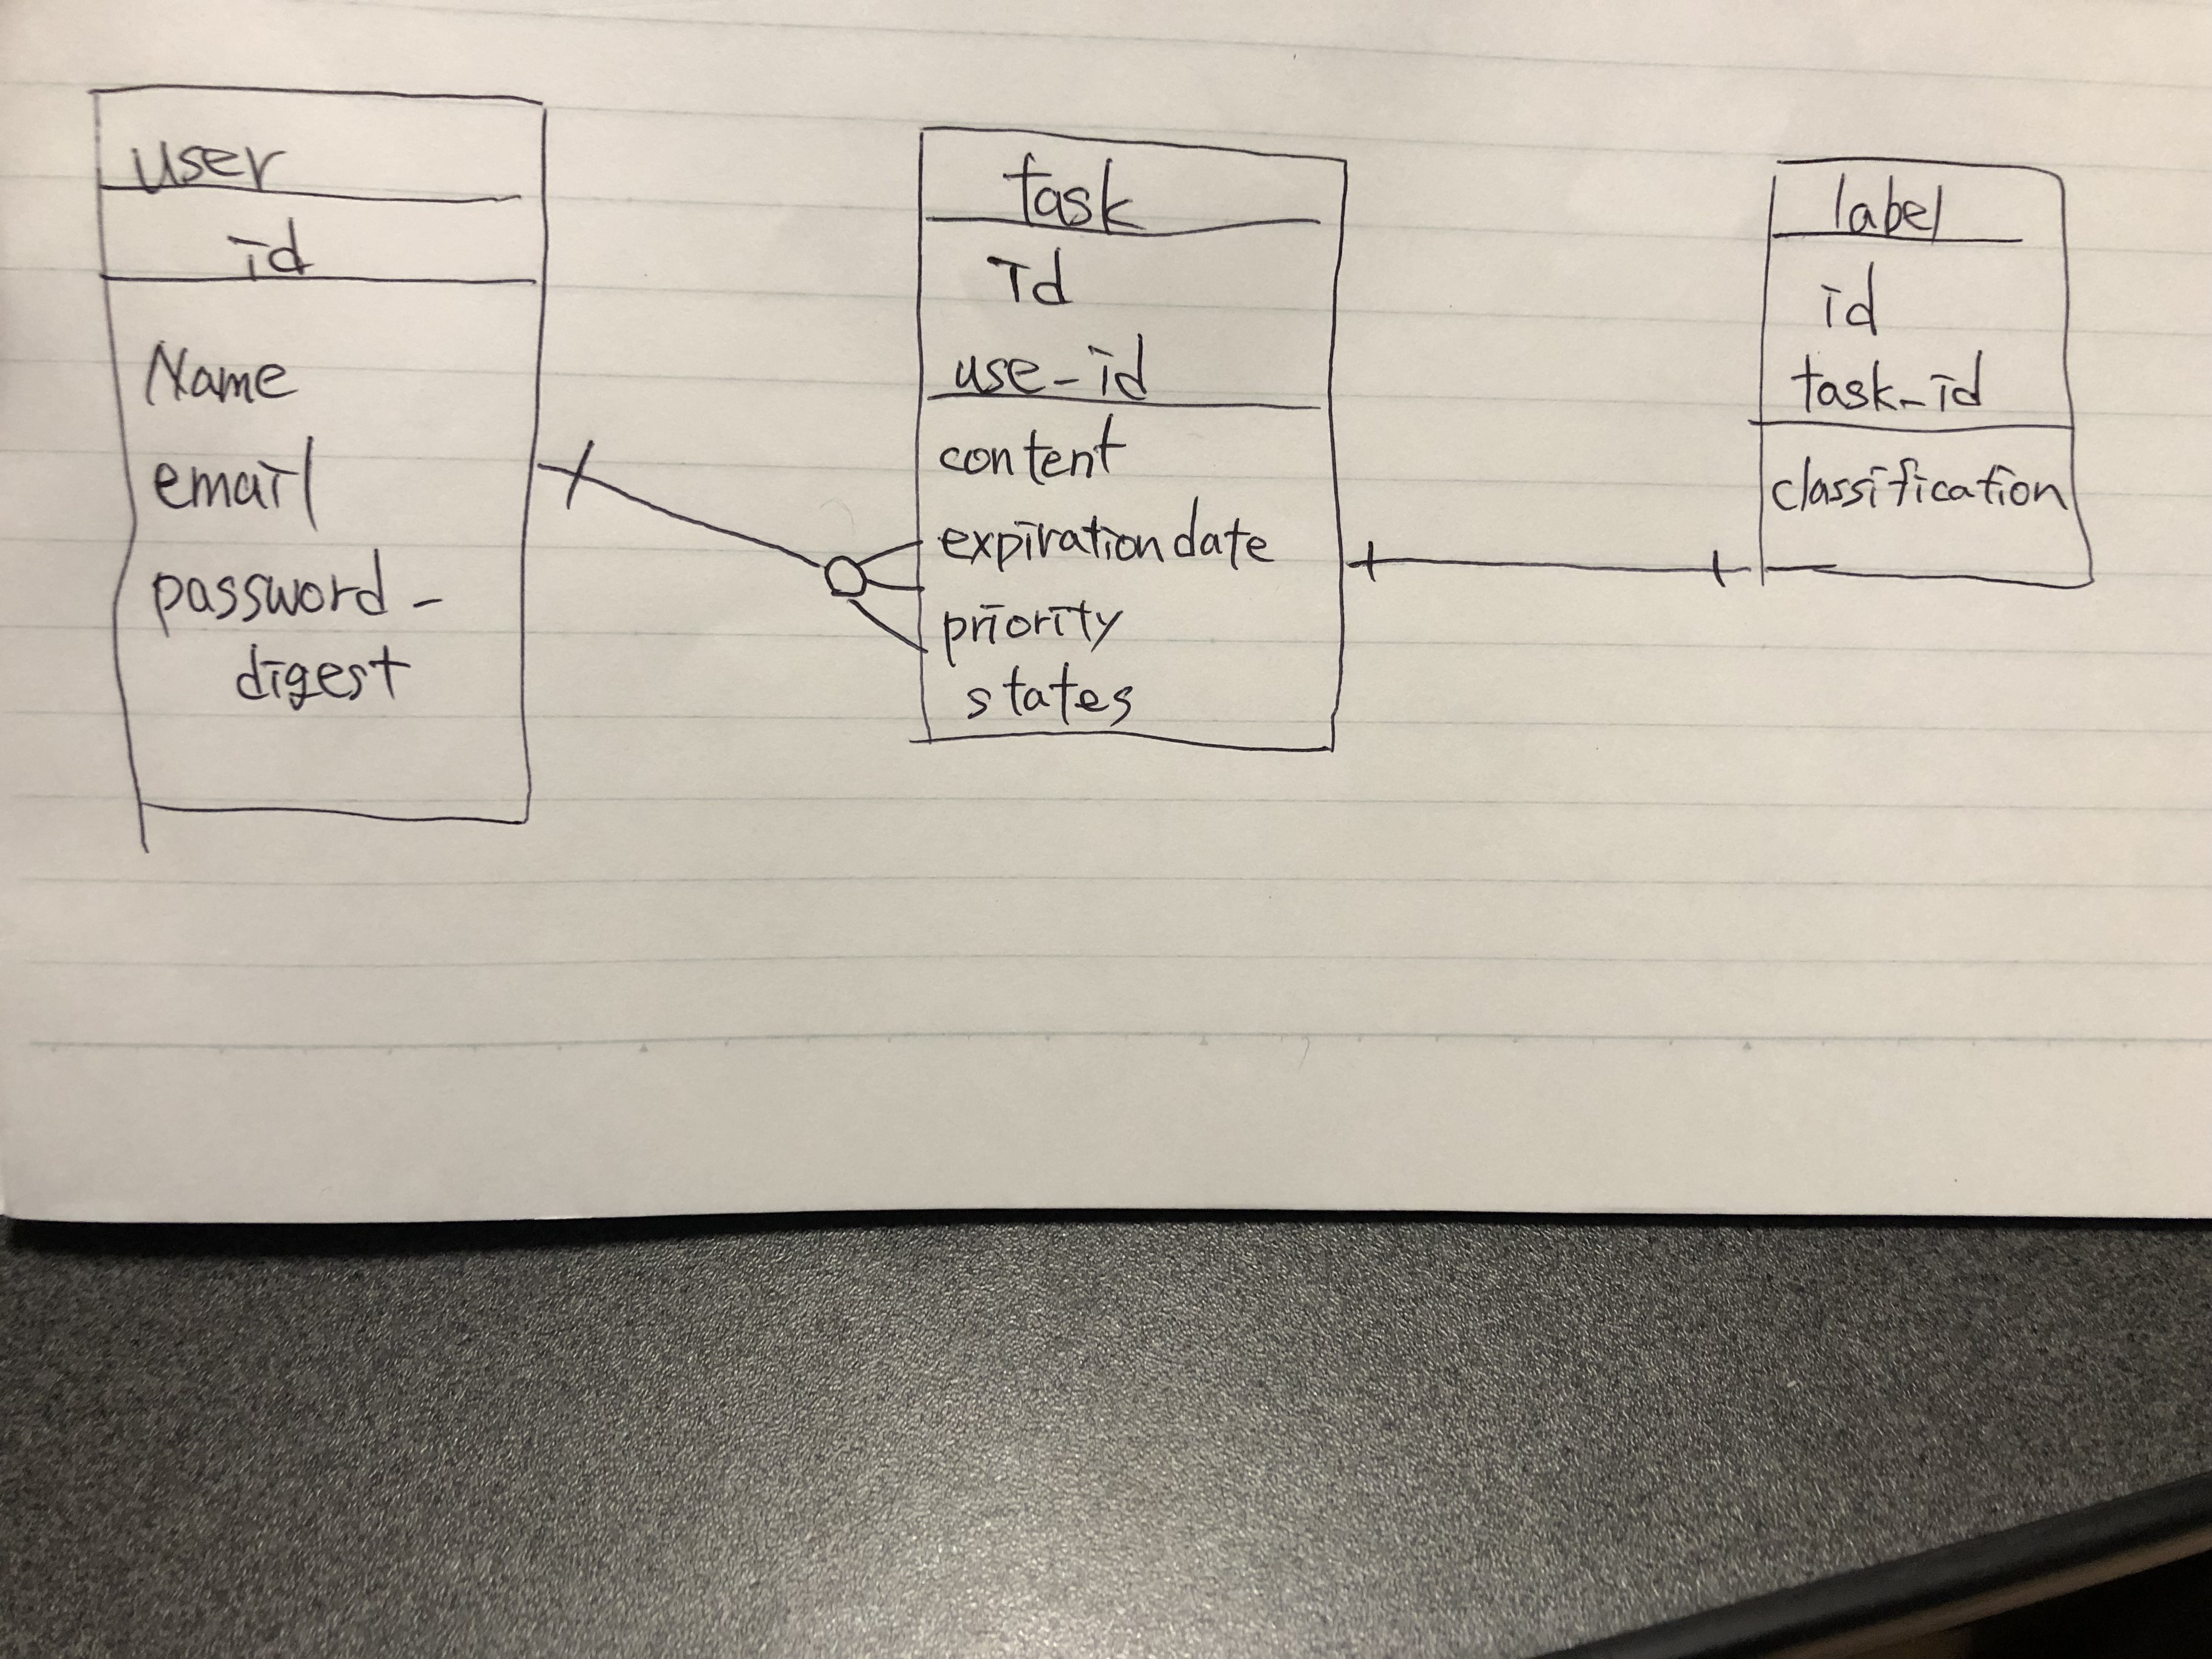 user
id
Name
email
password-
digest
task
id
use-id
content
expiration date
priority
states
label
id
task-id
classification